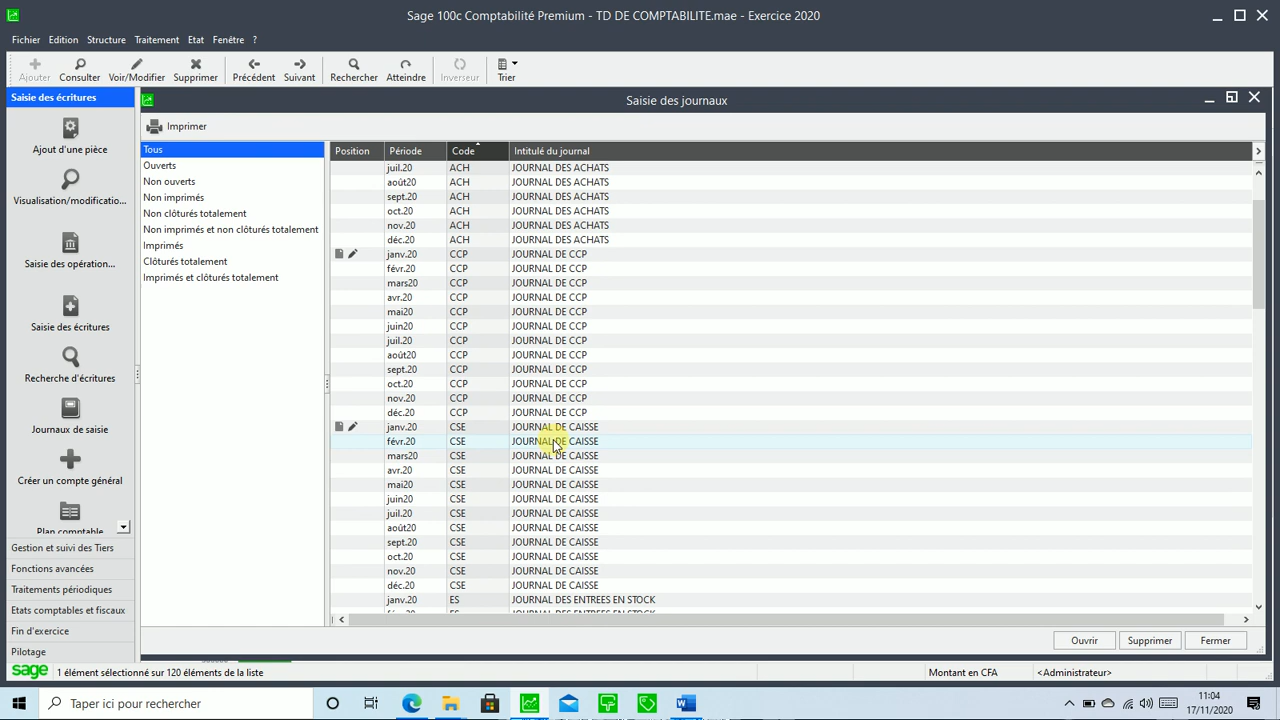 Sage 100c Comptabilité Premium - TD DE COMPTABILITE.mae - Exercice 2020
Fichier Edition Structure Traitement Etat Fenêtre ?
Ajouter Consulter Voir/Modifier Supprimer Précédent Suivant Rechercher Atteindre Inverseur Trier
Saisie des écritures
Ajout d'une pièce
Visualisation/modificatio...
Saisie des opération...
Saisie des écritures
Recherche d'écritures
Journaux de saisie
Créer un compte général
Plan comptable
Gestion et suivi des Tiers
Fonctions avancées
Traitements périodiques
Etats comptables et fiscaux
Fin d'exercice
Pilotage
Saisie des journaux
Imprimer
Tous
Ouverts
Non ouverts
Non imprimés
Non clôturés totalement
Non imprimés et non clôturés totalement
Imprimés
Clôturés totalement
Imprimés et clôturés totalement
Position Période Code Intitulé du journal
juil.20 ACH JOURNAL DES ACHATS
août20 ACH JOURNAL DES ACHATS
sept.20 ACH JOURNAL DES ACHATS
oct.20 ACH JOURNAL DES ACHATS
nov.20 ACH JOURNAL DES ACHATS
déc.20 ACH JOURNAL DES ACHATS
janv.20 CCP JOURNAL DE CCP
févr.20 CCP JOURNAL DE CCP
mars20 CCP JOURNAL DE CCP
avr.20 CCP JOURNAL DE CCP
mai20 CCP JOURNAL DE CCP
juin20 CCP JOURNAL DE CCP
juil.20 CCP JOURNAL DE CCP
août20 CCP JOURNAL DE CCP
sept.20 CCP JOURNAL DE CCP
oct.20 CCP JOURNAL DE CCP
nov.20 CCP JOURNAL DE CCP
déc.20 CCP JOURNAL DE CCP
janv.20 CSE JOURNAL DE CAISSE
févr.20 CSE JOURNAL DE CAISSE
mars20 CSE JOURNAL DE CAISSE
avr.20 CSE JOURNAL DE CAISSE
mai20 CSE JOURNAL DE CAISSE
juin20 CSE JOURNAL DE CAISSE
juil.20 CSE JOURNAL DE CAISSE
août20 CSE JOURNAL DE CAISSE
sept.20 CSE JOURNAL DE CAISSE
oct.20 CSE JOURNAL DE CAISSE
nov.20 CSE JOURNAL DE CAISSE
déc.20 CSE JOURNAL DE CAISSE
janv.20 ES JOURNAL DES ENTREES EN STOCK
Ouvrir Supprimer Fermer
sage 1 élément sélectionné sur 120 éléments de la liste Montant en CFA <Administrateur>
Taper ici pour rechercher
11:04
17/11/2020